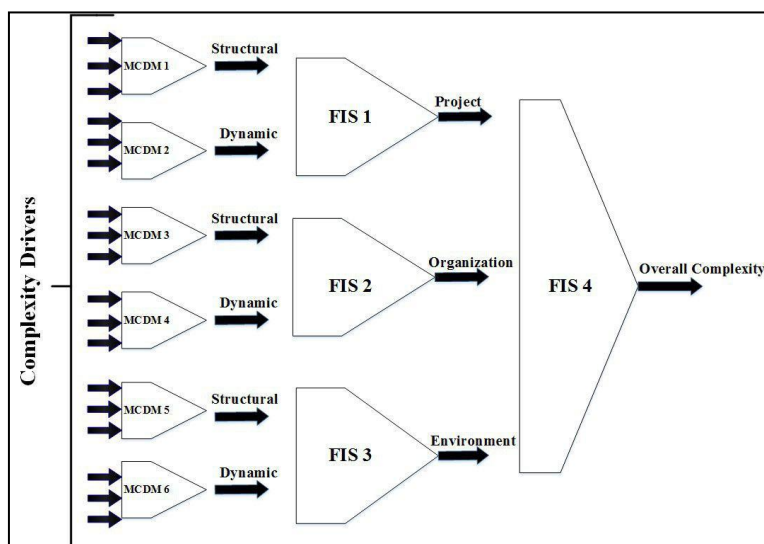 Complexity Drivers
MCDM 1
Structural
MCDM 2
Dynamic
FIS 1
Project
MCDM 3
Structural
MCDM 4
Dynamic
FIS 2
Organization
MCDM 5
Structural
MCDM 6
Dynamic
FIS 3
Environment
FIS 4
Overall Complexity